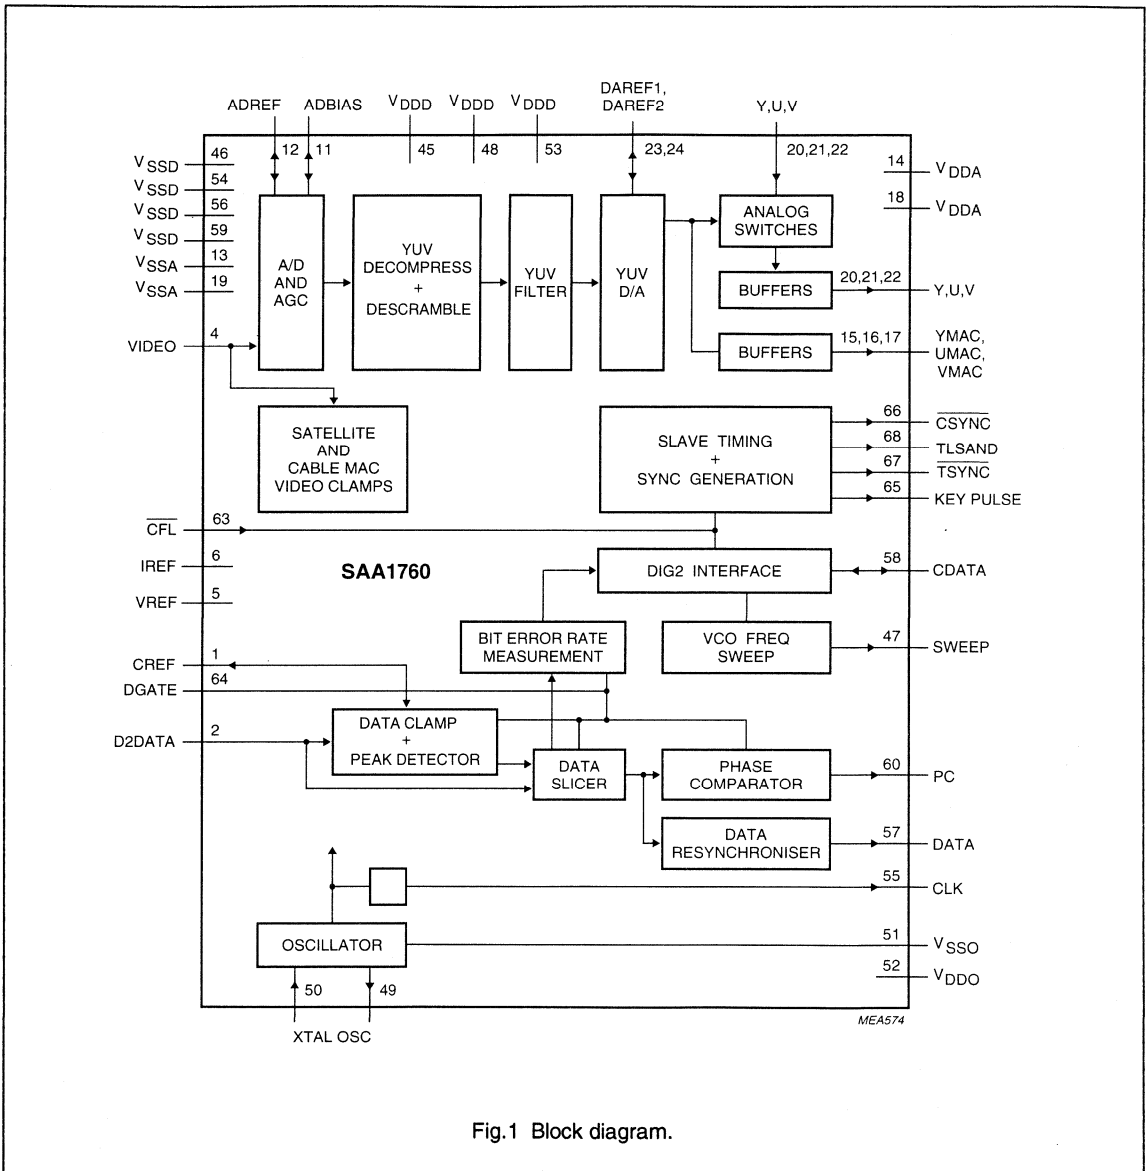 DAREF1,
DAREF2
ADREF ADBIAS VDDD VDDD VDDD Y,U,V
12 11 45 48 53 23,24 20,21,22
VSSD 46
VSSD 54
VSSD 56
VSSD 59
VSSA 13
VSSA 19
14 VDDA
18 VDDA
A/D
AND
AGC
YUV
DECOMPRESS
+
DESCRAMBLE
YUV
FILTER
YUV
D/A
ANALOG
SWITCHES
BUFFERS
20,21,22 Y,U,V
BUFFERS
15,16,17 YMAC,
UMAC,
VMAC
VIDEO 4
SATELLITE
AND
CABLE MAC
VIDEO CLAMPS
SLAVE TIMING
+
SYNC GENERATION
66 CSYNC
68 TLSAND
67 TSYNC
65 KEY PULSE
CFL 63
IREF 6
VREF 5
SAA1760
DIG2 INTERFACE
58 CDATA
BIT ERROR RATE
MEASUREMENT
VCO FREQ
SWEEP
47 SWEEP
CREF 1
DGATE 64
D2DATA 2
DATA CLAMP
+
PEAK DETECTOR
DATA
SLICER
PHASE
COMPARATOR
60 PC
DATA
RESYNCHRONISER
57 DATA
55 CLK
OSCILLATOR
51 VSSO
52 VDDO
50 49
XTAL OSC
MEA574
Fig.1 Block diagram.